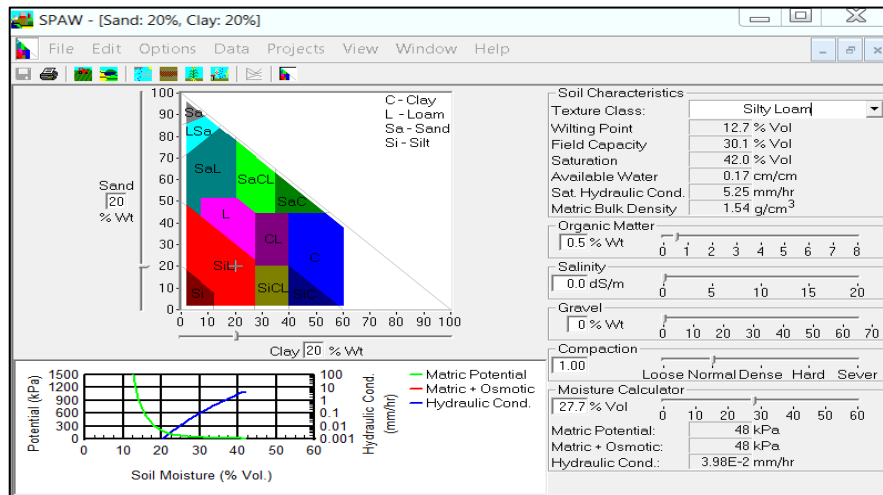 SPAW - [Sand: 20%, Clay: 20%]
File Edit Options Data Projects View Window Help
C - Clay
L - Loam
Sa - Sand
Si - Silt
100
90
80
70
60
50
40
30
20
10
0
Sand
20
% Wt
Sa
LSa
SaL
SaCL
SaC
L
CL
C
SiL
Si
SiCL
SiC
0 10 20 30 40 50 60 70 80 90 100
Clay 20 % Wt
Soil Characteristics
Texture Class: Silty Loam
Wilting Point 12.7 % Vol
Field Capacity 30.1 % Vol
Saturation 42.0 % Vol
Available Water 0.17 cm/cm
Sat. Hydraulic Cond. 5.25 mm/hr
Matric Bulk Density 1.54 g/cm3
Organic Matter
0.5 % Wt 0 1 2 3 4 5 6 7 8
Salinity
0.0 dS/m 0 5 10 15 20
Gravel
0 % Wt 0 10 20 30 40 50 60 70
Compaction
1.00 Loose Normal Dense Hard Sever
Moisture Calculator
27.7 % Vol 0 10 20 30 40 50 60
Matric Potential: 48 kPa
Matric + Osmotic: 48 kPa
Hydraulic Cond.: 3.98E-2 mm/hr
Potential (kPa)
1500
1200
900
600
300
0
0 10 20 30 40 50 60
Soil Moisture (% Vol.)
100
10
1
0.1
0.01
0.001
Hydraulic Cond.
(mm/hr)
Matric Potential
Matric + Osmotic
Hydraulic Cond.